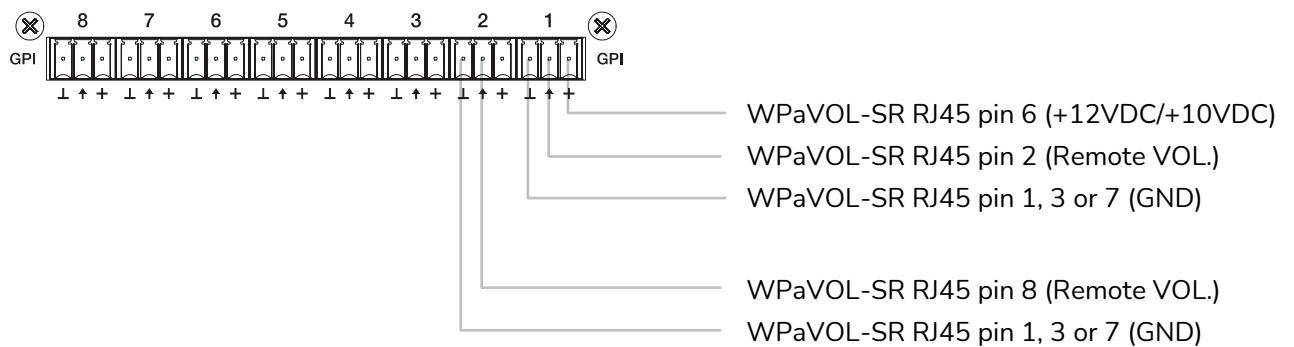 8 7 6 5 4 3 2 1
GPI GPI
⊥ ↑ + ⊥ ↑ + ⊥ ↑ + ⊥ ↑ + ⊥ ↑ + ⊥ ↑ + ⊥ ↑ + ⊥ ↑ +
WPaVOL-SR RJ45 pin 6 (+12VDC/+10VDC)
WPaVOL-SR RJ45 pin 2 (Remote VOL.)
WPaVOL-SR RJ45 pin 1, 3 or 7 (GND)
WPaVOL-SR RJ45 pin 8 (Remote VOL.)
WPaVOL-SR RJ45 pin 1, 3 or 7 (GND)